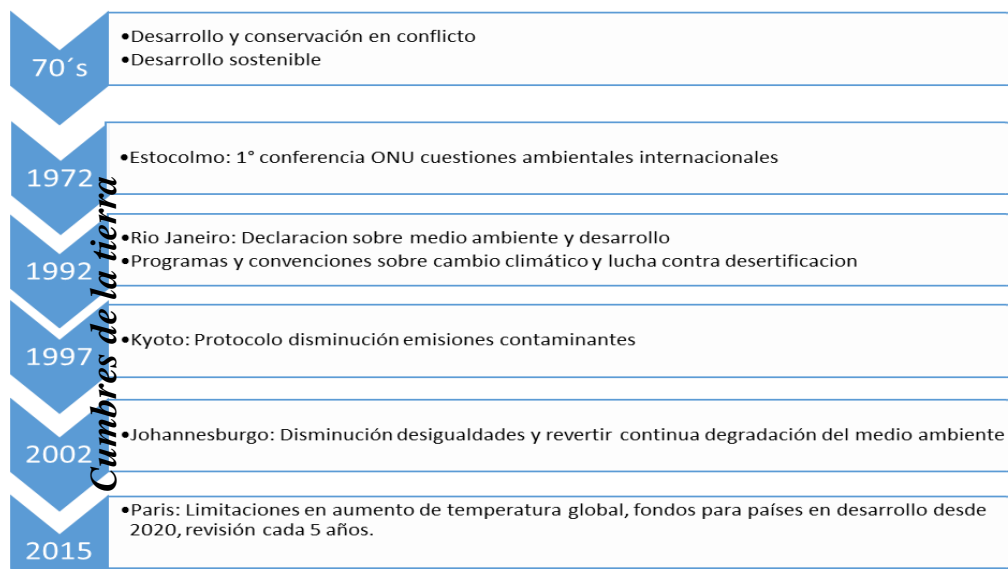 70´s
•Desarrollo y conservación en conflicto
•Desarrollo sostenible
1972
•Estocolmo: 1° conferencia ONU cuestiones ambientales internacionales
1992
•Rio Janeiro: Declaracion sobre medio ambiente y desarrollo
•Programas y convenciones sobre cambio climático y lucha contra desertificacion
1997
•Kyoto: Protocolo disminución emisiones contaminantes
2002
•Johannesburgo: Disminución desigualdades y revertir continua degradación del medio ambiente
2015
•Paris: Limitaciones en aumento de temperatura global, fondos para países en desarrollo desde
2020, revisión cada 5 años.
Cumbres de la tierra